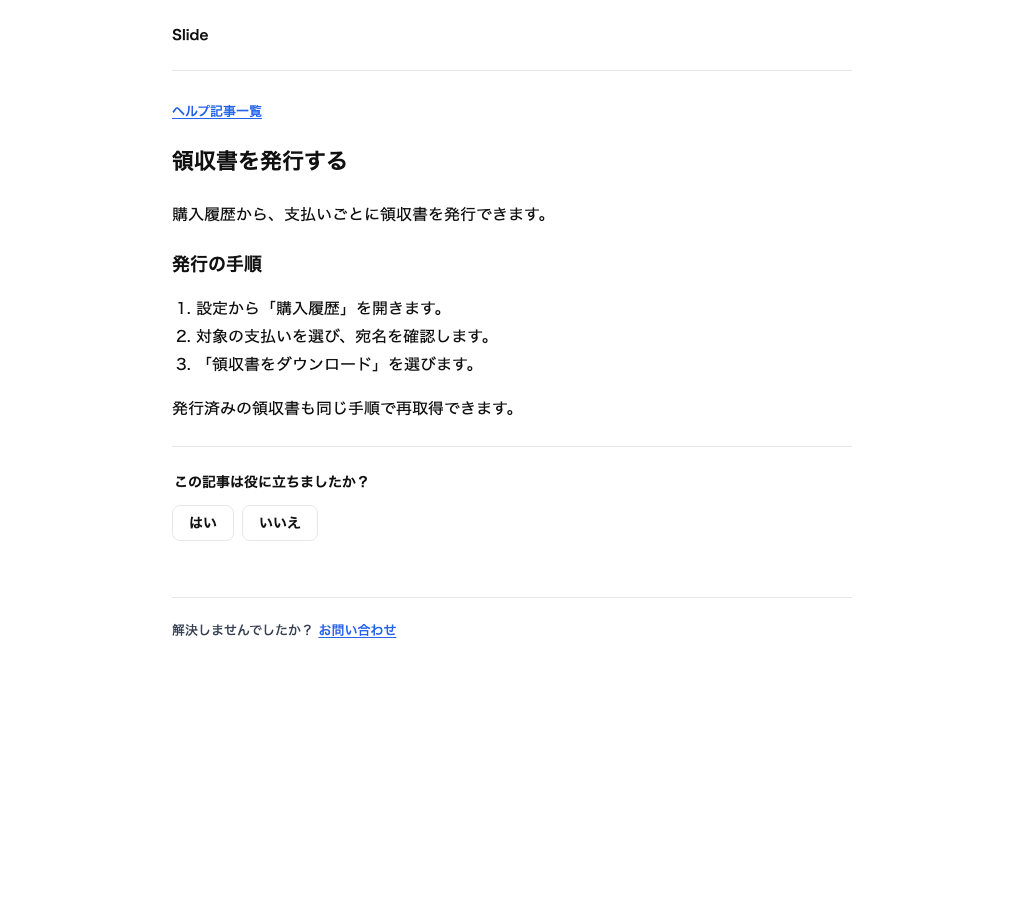 Slide
ヘルプ記事一覧
領収書を発行する
購入履歴から、支払いごとに領収書を発行できます。
発行の手順
1. 設定から「購入履歴」を開きます。
2. 対象の支払いを選び、宛名を確認します。
3. 「領収書をダウンロード」を選びます。
発行済みの領収書も同じ手順で再取得できます。
この記事は役に立ちましたか？
はい いいえ
解決しませんでしたか？ お問い合わせ